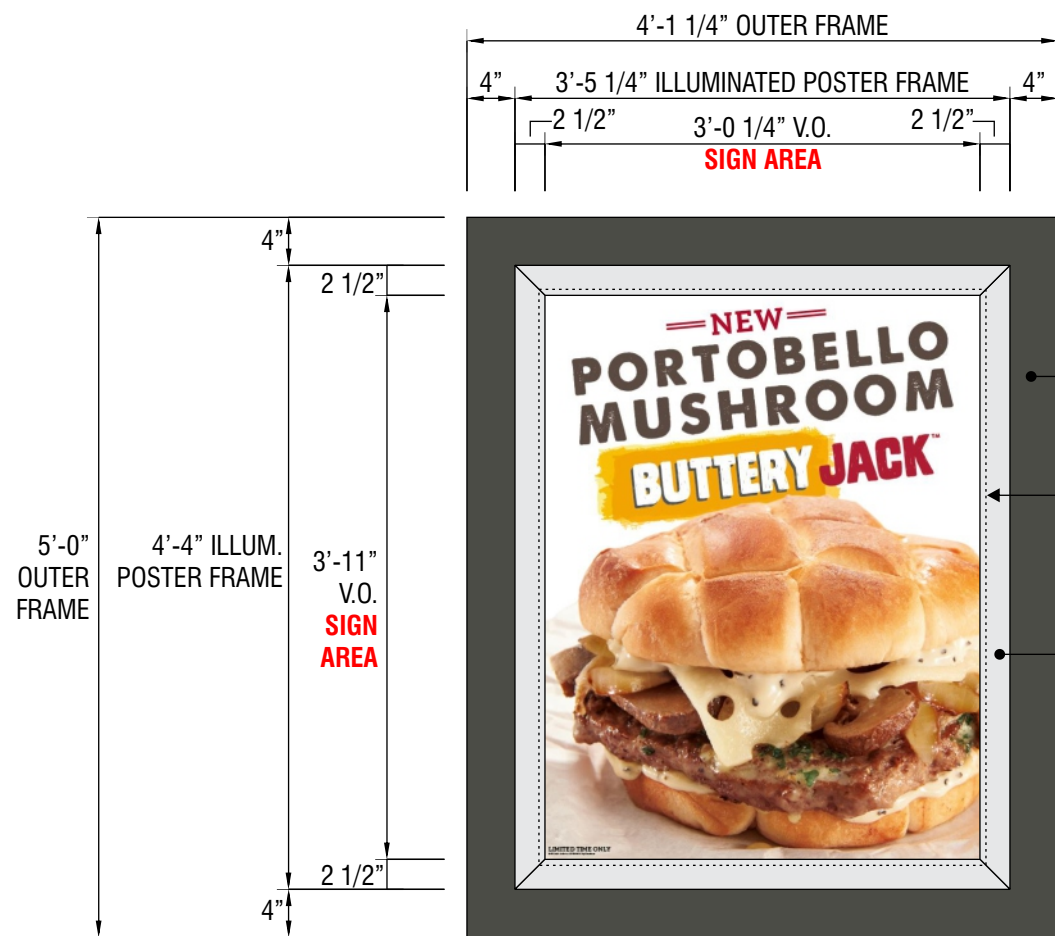 4’-1 1/4” OUTER FRAME
4” 3’-5 1/4” ILLUMINATED POSTER FRAME 4”
2 1/2” 3’-0 1/4” V.O. 2 1/2”
SIGN AREA
4”
2 1/2”
5’-0”
OUTER
FRAME
4’-4” ILLUM.
POSTER FRAME
3’-11”
V.O.
SIGN
AREA
2 1/2”
4”
NEW
PORTOBELLO
MUSHROOM
BUTTERY JACK™
LIMITED TIME ONLY